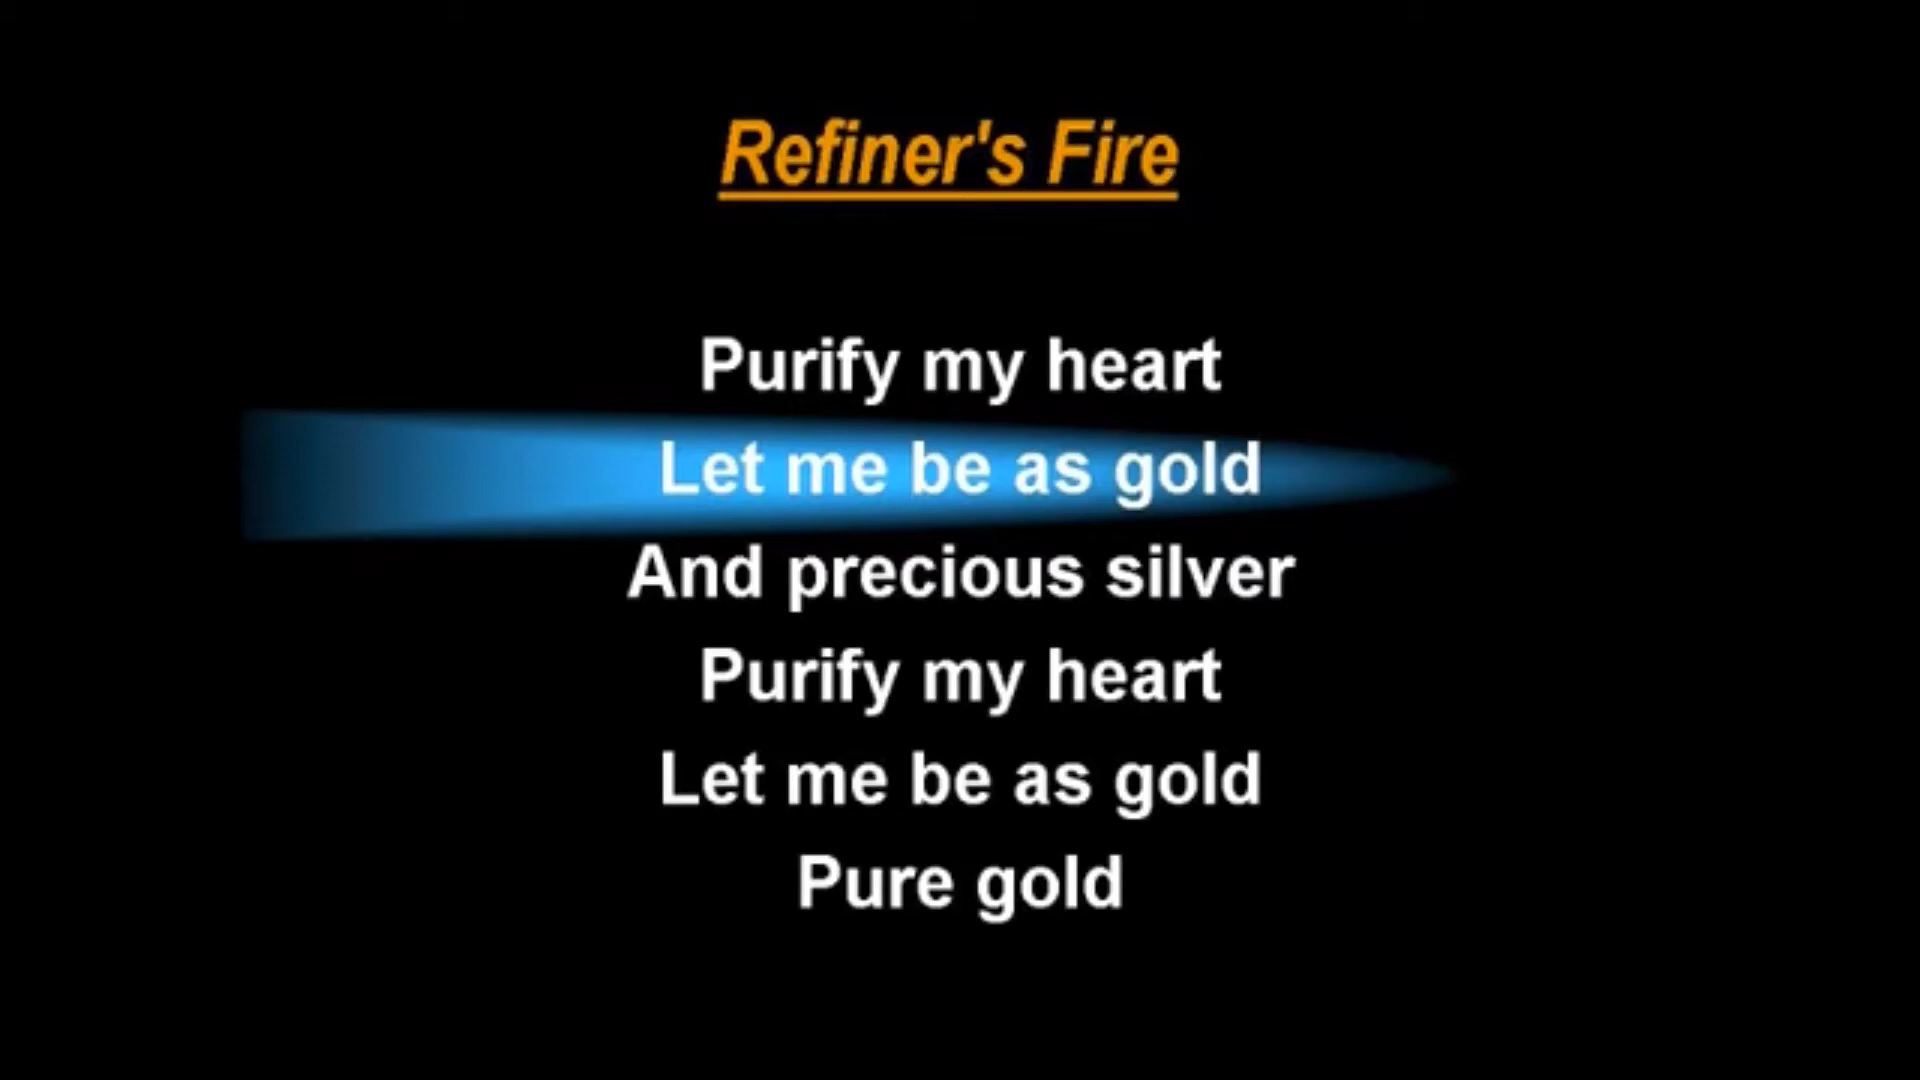 Refiner's Fire
Purify my heart
Let me be as gold
And precious silver
Purify my heart
Let me be as gold
Pure gold